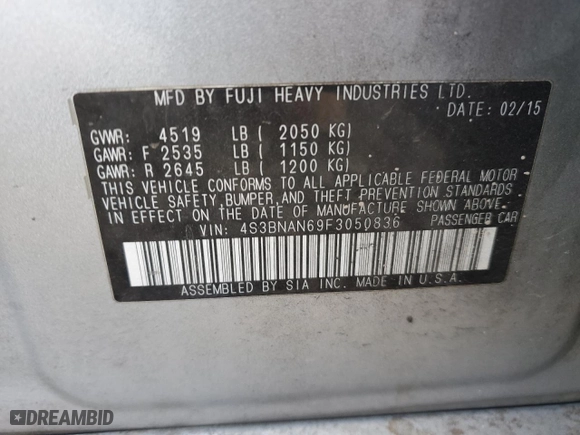 MFD BY FUJI HEAVY INDUSTRIES LTD.
DATE: 02/15
GVWR: 4519 LB ( 2050 KG)
GAWR: F 2535 LB ( 1150 KG)
GAWR: R 2645 LB ( 1200 KG)
THIS VEHICLE CONFORMS TO ALL APPLICABLE FEDERAL MOTOR
VEHICLE SAFETY, BUMPER, AND THEFT PREVENTION STANDARDS
IN EFFECT ON THE DATE OF MANUFACTURE SHOWN ABOVE.
VIN: 4S3BNAN69F3050836 PASSENGER CAR
ASSEMBLED BY SIA INC. MADE IN U.S.A.
DREAMBID